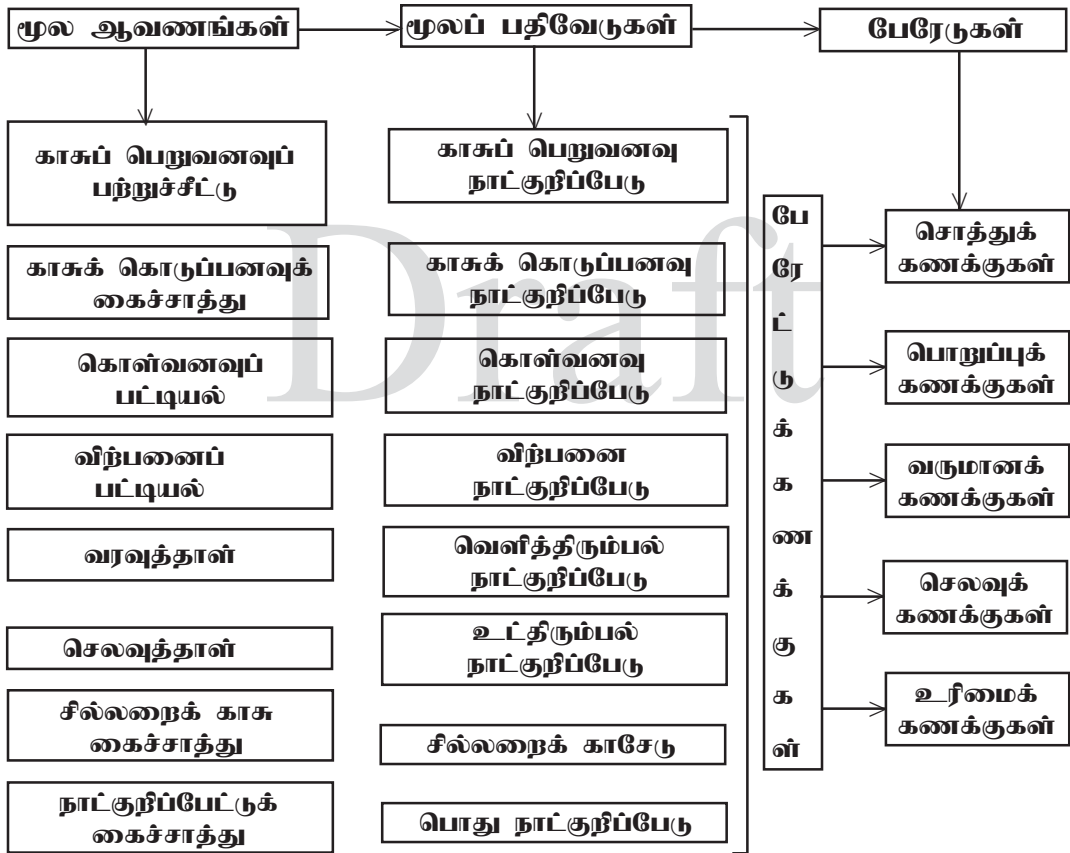 மூல ஆவணங்கள்
மூலப் பதிவேடுகள்
பேரேடுகள்
காசுப் பெறுவனவுப்
பற்றுச்சீட்டு
காசுக் கொடுப்பனவுக்
கைச்சாத்து
கொள்வனவுப்
பட்டியல்
விற்பனைப்
பட்டியல்
வரவுத்தாள்
செலவுத்தாள்
சில்லறைக் காசு
கைச்சாத்து
நாட்குறிப்பேட்டுக்
கைச்சாத்து
காசுப் பெறுவனவு
நாட்குறிப்பேடு
காசுக் கொடுப்பனவு
நாட்குறிப்பேடு
கொள்வனவு
நாட்குறிப்பேடு
விற்பனை
நாட்குறிப்பேடு
வெளித்திரும்பல்
நாட்குறிப்பேடு
உட்திரும்பல்
நாட்குறிப்பேடு
சில்லறைக் காசேடு
பொது நாட்குறிப்பேடு
பே
ரே
ட்
டு
க்
க
ண
க்
கு
க
ள்
சொத்துக்
கணக்குகள்
பொறுப்புக்
கணக்குகள்
வருமானக்
கணக்குகள்
செலவுக்
கணக்குகள்
உரிமைக்
கணக்குகள்
Draft